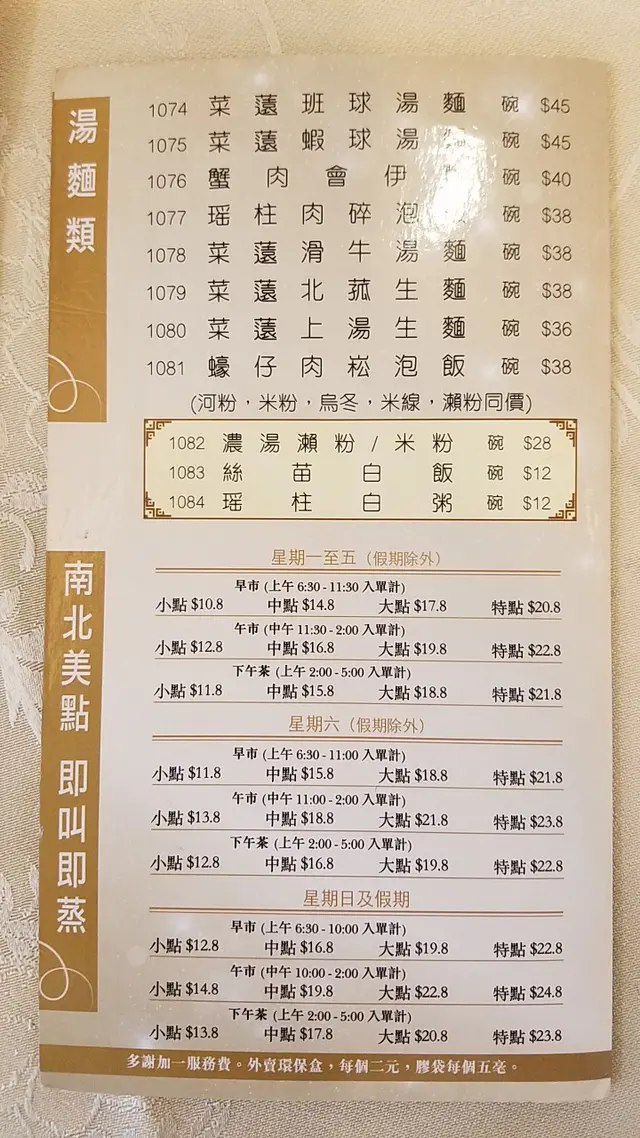 湯麵類
1074 菜薳班球湯麵 碗 $45
1075 菜薳蝦球湯 碗 $45
1076 蟹肉會伊 碗 $40
1077 瑶柱肉碎泡 碗 $38
1078 菜薳滑牛湯麵 碗 $38
1079 菜薳北菰生麵 碗 $38
1080 菜薳上湯生麵 碗 $36
1081 蠔仔肉崧泡飯 碗 $38
(河粉，米粉，烏冬，米線，瀨粉同價)
1082 濃湯瀨粉/米粉 碗 $28
1083 絲苗白飯 碗 $12
1084 瑶柱白粥 碗 $12
南北美點 即叫即蒸
星期一至五（假期除外）
早市 (上午 6:30 - 11:30 入單計)
小點 $10.8 中點 $14.8 大點 $17.8 特點 $20.8
午市 (中午 11:30 - 2:00 入單計)
小點 $12.8 中點 $16.8 大點 $19.8 特點 $22.8
下午茶 (上午 2:00 - 5:00 入單計)
小點 $11.8 中點 $15.8 大點 $18.8 特點 $21.8
星期六（假期除外）
早市 (上午 6:30 - 11:00 入單計)
小點 $11.8 中點 $15.8 大點 $18.8 特點 $21.8
午市 (中午 11:00 - 2:00 入單計)
小點 $13.8 中點 $18.8 大點 $21.8 特點 $23.8
下午茶 (上午 2:00 - 5:00 入單計)
小點 $12.8 中點 $16.8 大點 $19.8 特點 $22.8
星期日及假期
早市 (上午 6:30 - 10:00 入單計)
小點 $12.8 中點 $16.8 大點 $19.8 特點 $22.8
午市 (中午 10:00 - 2:00 入單計)
小點 $14.8 中點 $19.8 大點 $22.8 特點 $24.8
下午茶 (上午 2:00 - 5:00 入單計)
小點 $13.8 中點 $17.8 大點 $20.8 特點 $23.8
多謝加一服務費。外賣環保盒，每個二元，膠袋每個五毫。